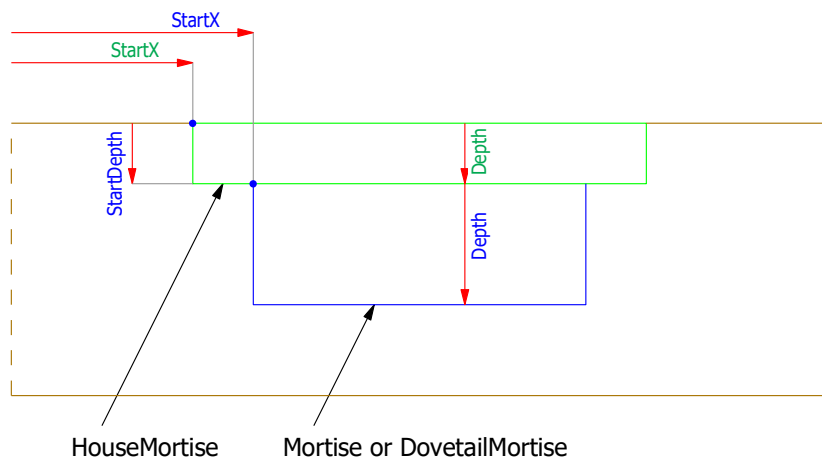 StartX
StartX
StartDepth
Depth
Depth
HouseMortise
Mortise or DovetailMortise